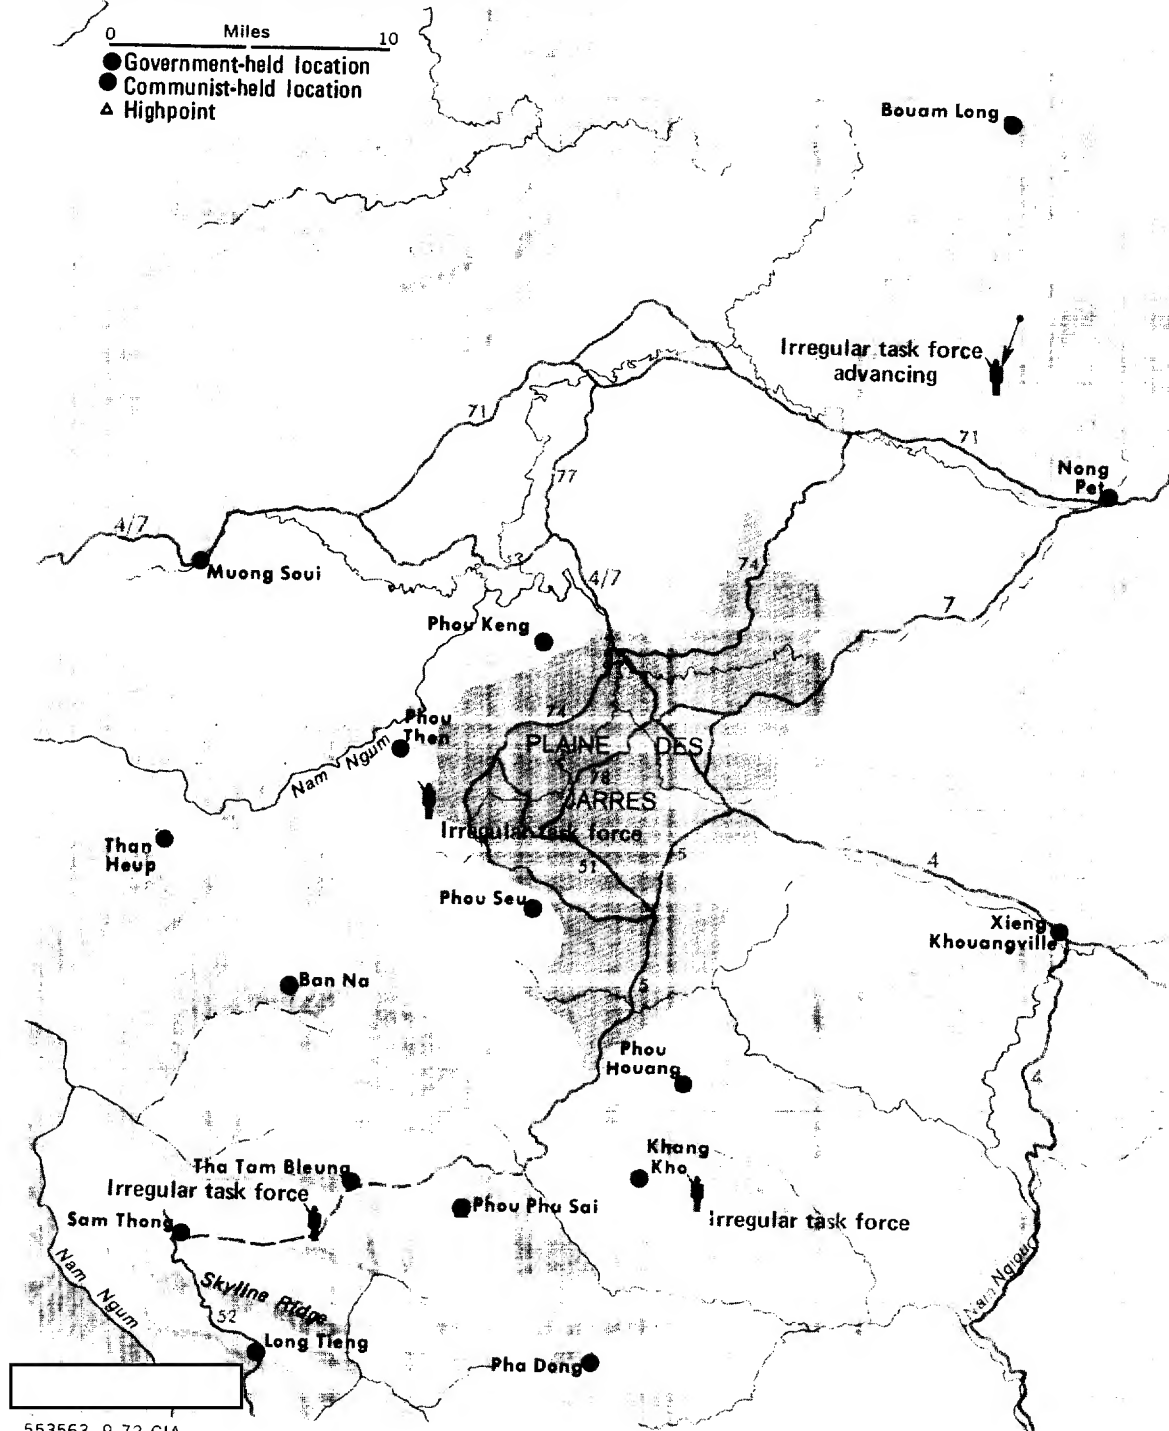 0 Miles 10
Government-held location
Communist-held location
Highpoint
Bouam Long
Irregular task force
advancing
71
71
Nong
Pet
77
4/7
Muong Soui
4/7
74
7
Phou Keng
74
Phou
Then
Nam Ngum
PLAINE DES
78
JARRES
Irregular task force
Than
Heup
5
51
4
Phou Seu
Xieng
Khouangville
Ban Na
5
Phou
Houang
4
Khang
Kho
Tha Tam Bleung
Irregular task force
Phou Pha Sai
Sam Thong
Irregular task force
Nam Ngum
Skyline Ridge
52
Long Tieng
Pha Dong
553563 9-72 CIA